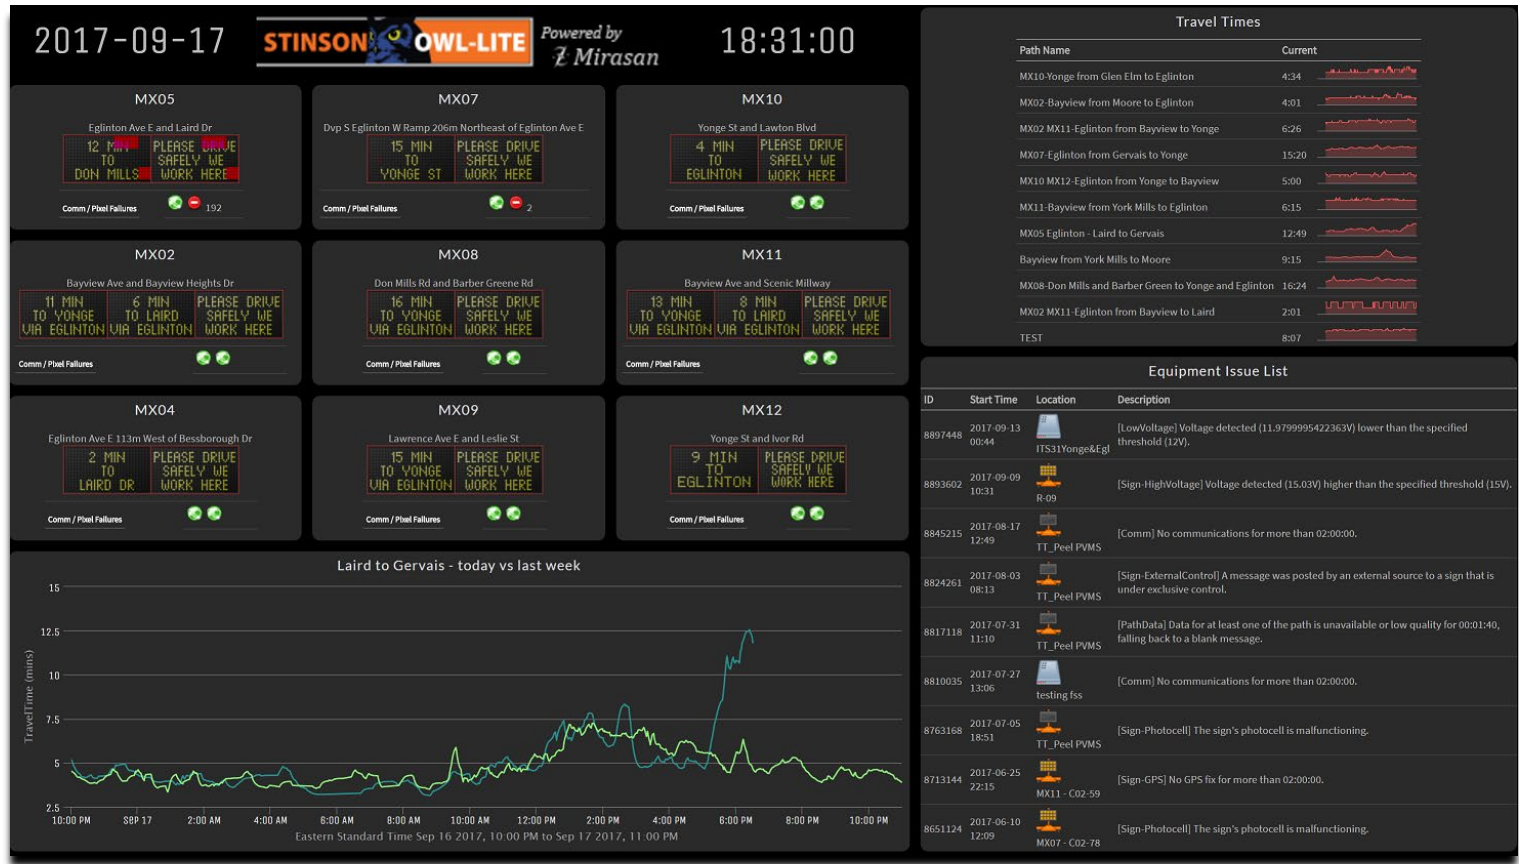 2017-09-17
STINSON OWL-LITE
Powered by
Mirasan
18:31:00
MX05
Eglinton Ave E and Laird Dr
12 MIN
TO
DON MILLS
PLEASE DRIVE
SAFELY WE
WORK HERE
Comm / Pixel Failures
192
MX07
Dvp S Eglinton W Ramp 206m Northeast of Eglinton Ave E
15 MIN
TO
YONGE ST
PLEASE DRIVE
SAFELY WE
WORK HERE
Comm / Pixel Failures
2
MX10
Yonge St and Lawton Blvd
4 MIN
TO
EGLINTON
PLEASE DRIVE
SAFELY WE
WORK HERE
Comm / Pixel Failures
MX02
Bayview Ave and Bayview Heights Dr
11 MIN
TO YONGE
VIA EGLINTON
6 MIN
TO LAIRD
VIA EGLINTON
PLEASE DRIVE
SAFELY WE
WORK HERE
Comm / Pixel Failures
MX08
Don Mills Rd and Barber Greene Rd
16 MIN
TO YONGE
VIA EGLINTON
PLEASE DRIVE
SAFELY WE
WORK HERE
Comm / Pixel Failures
MX11
Bayview Ave and Scenic Millway
13 MIN
TO YONGE
VIA EGLINTON
8 MIN
TO LAIRD
VIA EGLINTON
PLEASE DRIVE
SAFELY WE
WORK HERE
Comm / Pixel Failures
MX04
Eglinton Ave E 113m West of Bessborough Dr
2 MIN
TO
LAIRD DR
PLEASE DRIVE
SAFELY WE
WORK HERE
Comm / Pixel Failures
MX09
Lawrence Ave E and Leslie St
15 MIN
TO YONGE
VIA EGLINTON
PLEASE DRIVE
SAFELY WE
WORK HERE
Comm / Pixel Failures
MX12
Yonge St and Ivor Rd
9 MIN
TO
EGLINTON
PLEASE DRIVE
SAFELY WE
WORK HERE
Comm / Pixel Failures
Laird to Gervais - today vs last week
TravelTime (mins)
15
12.5
10
7.5
5
2.5
10:00 PM SEP 17 2:00 AM 4:00 AM 6:00 AM 8:00 AM 10:00 AM 12:00 PM 2:00 PM 4:00 PM 6:00 PM 8:00 PM 10:00 PM
Eastern Standard Time Sep 16 2017, 10:00 PM to Sep 17 2017, 11:00 PM
Travel Times
Path Name Current
MX10-Yonge from Glen Elm to Eglinton 4:34
MX02-Bayview from Moore to Eglinton 4:01
MX02 MX11-Eglinton from Bayview to Yonge 6:26
MX07-Eglinton from Gervais to Yonge 15:20
MX10 MX12-Eglinton from Yonge to Bayview 5:00
MX11-Bayview from York Mills to Eglinton 6:15
MX05 Eglinton - Laird to Gervais 12:49
Bayview from York Mills to Moore 9:15
MX08-Don Mills and Barber Green to Yonge and Eglinton 16:24
MX02 MX11-Eglinton from Bayview to Laird 2:01
TEST 8:07
Equipment Issue List
ID Start Time Location Description
8897448 2017-09-13 00:44 ITS31Yonge&Egl [LowVoltage] Voltage detected (11.9799995422363V) lower than the specified
threshold (12V).
8893602 2017-09-09 10:31 R-09 [Sign-HighVoltage] Voltage detected (15.03V) higher than the specified threshold (15V).
8845215 2017-08-17 12:49 TT_Peel PVMS [Comm] No communications for more than 02:00:00.
8824261 2017-08-03 08:13 TT_Peel PVMS [Sign-ExternalControl] A message was posted by an external source to a sign that is
under exclusive control.
8817118 2017-07-31 11:10 TT_Peel PVMS [PathData] Data for at least one of the path is unavailable or low quality for 00:01:40,
falling back to a blank message.
8810035 2017-07-27 13:06 testing fss [Comm] No communications for more than 02:00:00.
8763168 2017-07-05 18:51 TT_Peel PVMS [Sign-Photocell] The sign's photocell is malfunctioning.
8713144 2017-06-25 22:15 MX11 - C02-59 [Sign-GPS] No GPS fix for more than 02:00:00.
8651124 2017-06-10 12:09 MX07 - C02-78 [Sign-Photocell] The sign's photocell is malfunctioning.